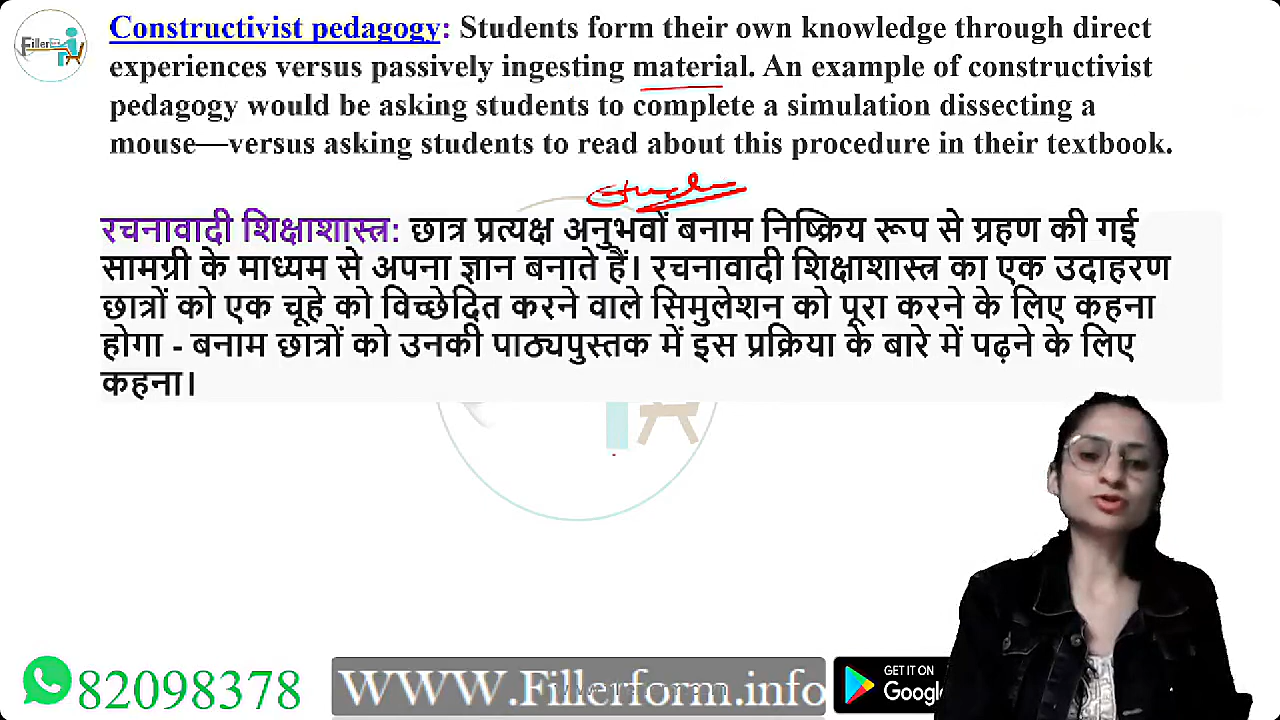 Constructivist pedagogy: Students form their own knowledge through direct
experiences versus passively ingesting material. An example of constructivist
pedagogy would be asking students to complete a simulation dissecting a
mouse—versus asking students to read about this procedure in their textbook.
रचनावादी शिक्षाशास्त्र: छात्र प्रत्यक्ष अनुभवों बनाम निष्क्रिय रूप से ग्रहण की गई
सामग्री के माध्यम से अपना ज्ञान बनाते हैं। रचनावादी शिक्षाशास्त्र का एक उदाहरण
छात्रों को एक चूहे को विच्छेदित करने वाले सिमुलेशन को पूरा करने के लिए कहना
होगा - बनाम छात्रों को उनकी पाठ्यपुस्तक में इस प्रक्रिया के बारे में पढ़ने के लिए
कहना।
82098378
WWW.Fillerform.info
GET IT ON
Google